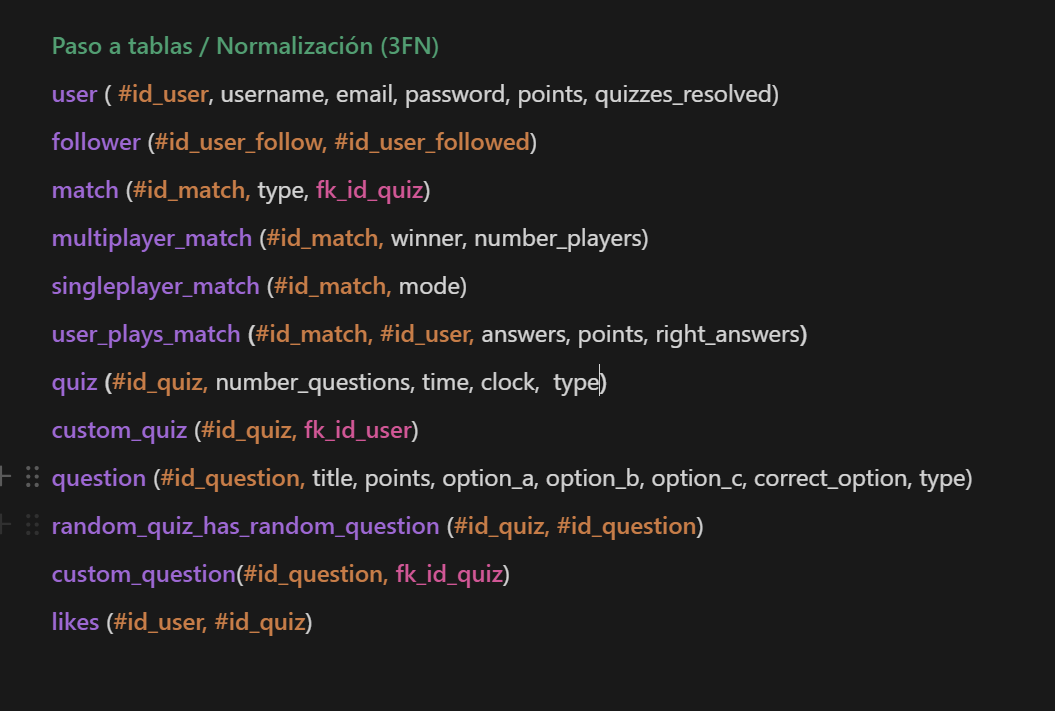 Paso a tablas / Normalización (3FN)
user ( #id_user, username, email, password, points, quizzes_resolved)
follower (#id_user_follow, #id_user_followed)
match (#id_match, type, fk_id_quiz)
multiplayer_match (#id_match, winner, number_players)
singleplayer_match (#id_match, mode)
user_plays_match (#id_match, #id_user, answers, points, right_answers)
quiz (#id_quiz, number_questions, time, clock,  type)
custom_quiz (#id_quiz, fk_id_user)
question (#id_question, title, points, option_a, option_b, option_c, correct_option, type)
random_quiz_has_random_question (#id_quiz, #id_question)
custom_question(#id_question, fk_id_quiz)
likes (#id_user, #id_quiz)